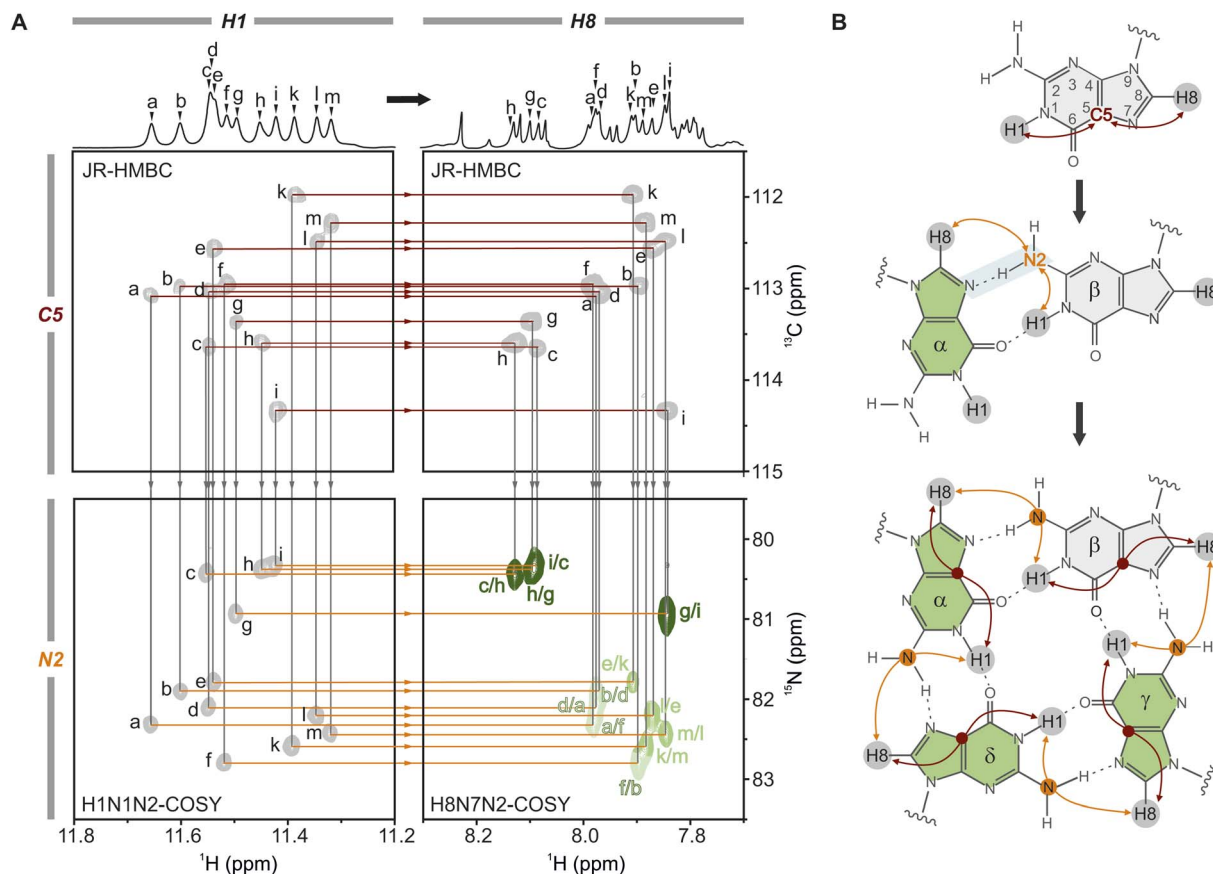 A
H1
H8
B
a
b
c
d
e
f
g
h
i
k
l
m
h
g
c
a
f
d
b
k
m
e
l
i
JR-HMBC
JR-HMBC
k
m
l
e
b
f
d
a
g
c
h
i
k
m
l
e
f
b
a
d
g
h
c
i
112
113
114
115
¹³C (ppm)
C5
N2
c
h
i
g
e
b
d
a
l
m
k
f
i/c
c/h
h/g
g/i
e/k
b/d
d/a
l/e
a/f
m/l
k/m
f/b
80
81
82
83
¹⁵N (ppm)
H1N1N2-COSY
H8N7N2-COSY
11.8
11.6
11.4
11.2
8.2
8.0
7.8
¹H (ppm)
¹H (ppm)
H
H
N
N
3
2
4
N
9
8
H8
1
N
5
7
N
C5
6
H1
O
H8
H
N2
H
N
N
N
N
H1
β
N
H8
N
O
O
α
N
N
N
H1
H
H
H8
H
N
H
N
N
N
N
β
H8
H1
N
N
O
N
O
α
H1
N
H
N
N
N
H
H
N
H1
O
N
O
γ
N
H
H1
N
N
N
H8
N
δ
N
N
N
H
N
N
H
H8